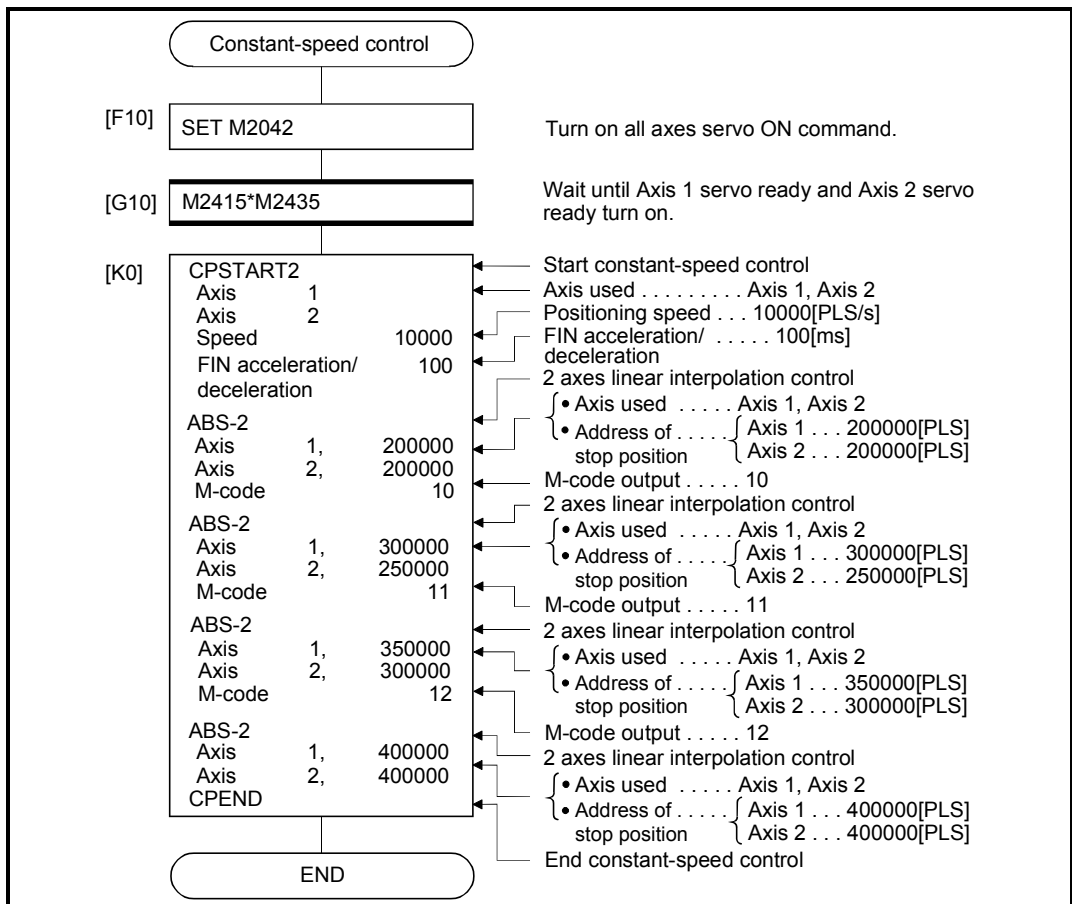 Constant-speed control
[F10] SET M2042 Turn on all axes servo ON command.
[G10] M2415*M2435 Wait until Axis 1 servo ready and Axis 2 servo
ready turn on.
[K0] CPSTART2 Start constant-speed control
Axis 1 Axis used . . . . . . . . . Axis 1, Axis 2
Axis 2 Positioning speed . . . 10000[PLS/s]
Speed 10000 FIN acceleration/ . . . . . 100[ms]
FIN acceleration/ 100 deceleration
deceleration 2 axes linear interpolation control
ABS-2 • Axis used . . . . . Axis 1, Axis 2
Axis 1, 200000 • Address of . . . . . Axis 1 . . . 200000[PLS]
Axis 2, 200000 stop position Axis 2 . . . 200000[PLS]
M-code 10 M-code output . . . . . 10
ABS-2 2 axes linear interpolation control
Axis 1, 300000 • Axis used . . . . . Axis 1, Axis 2
Axis 2, 250000 • Address of . . . . . Axis 1 . . . 300000[PLS]
M-code 11 stop position Axis 2 . . . 250000[PLS]
M-code output . . . . . 11
ABS-2 2 axes linear interpolation control
Axis 1, 350000 • Axis used . . . . . Axis 1, Axis 2
Axis 2, 300000 • Address of . . . . . Axis 1 . . . 350000[PLS]
M-code 12 stop position Axis 2 . . . 300000[PLS]
ABS-2 M-code output . . . . . 12
Axis 1, 400000 2 axes linear interpolation control
Axis 2, 400000 • Axis used . . . . . Axis 1, Axis 2
CPEND • Address of . . . . . Axis 1 . . . 400000[PLS]
stop position Axis 2 . . . 400000[PLS]
End constant-speed control
END